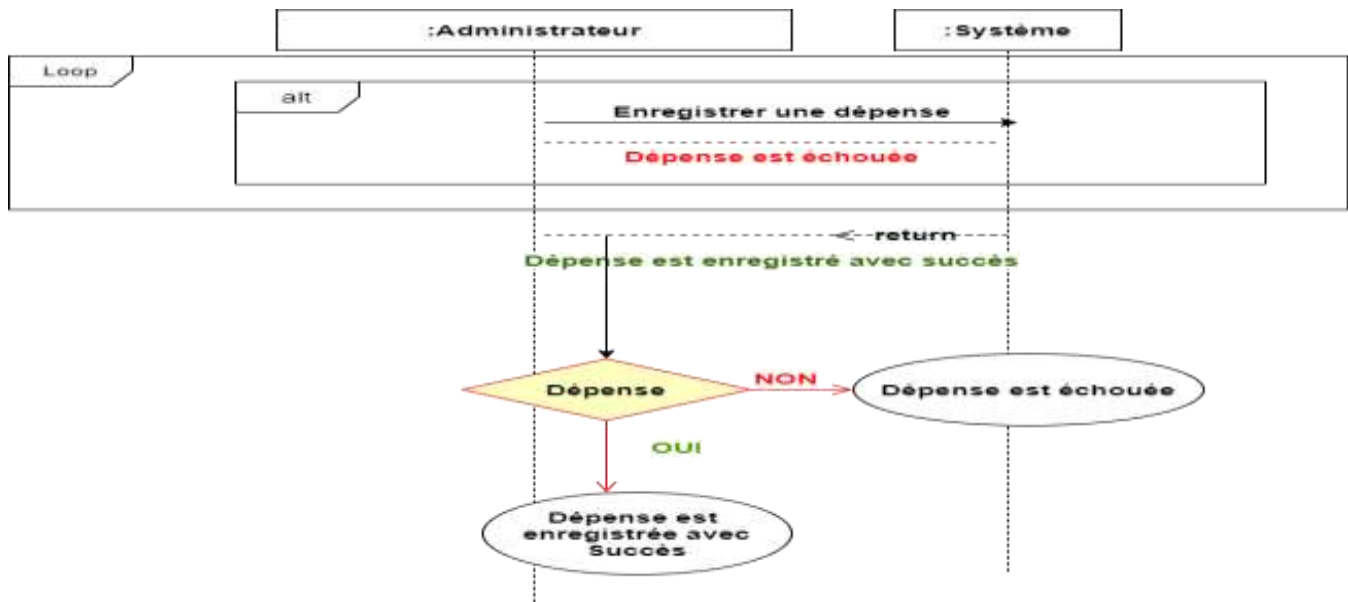 :Administrateur
:Système
Loop
alt
Enregistrer une dépense
Dépense est échouée
return
Dépense est enregistré avec succès
Dépense
NON
Dépense est échouée
OUI
Dépense est
enregistrée avec
Succès